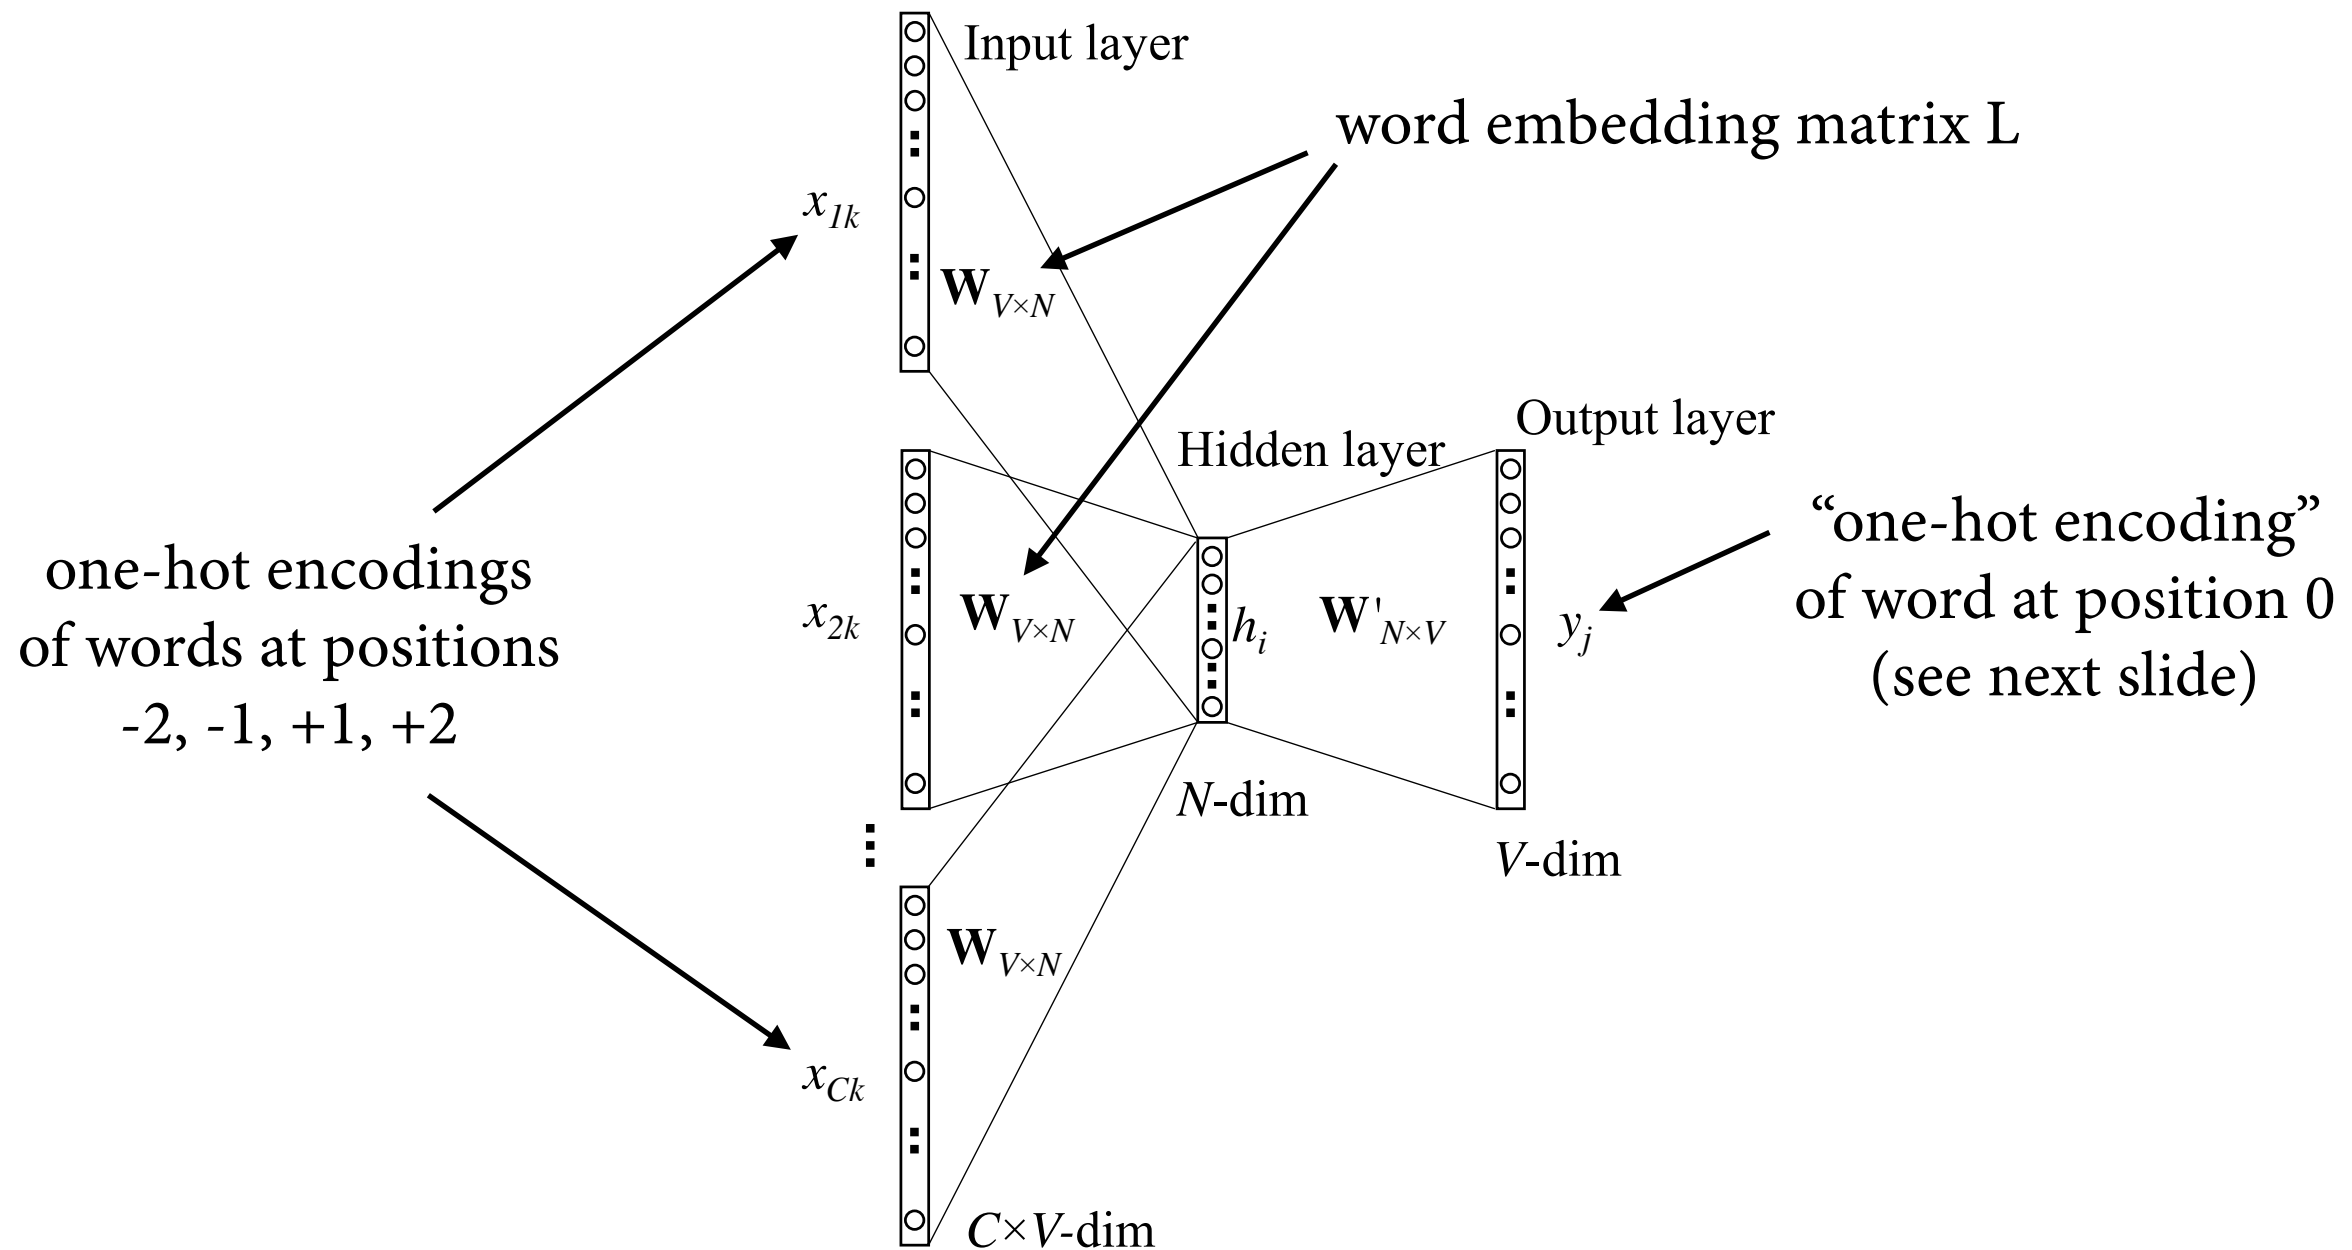 Input layer
word embedding matrix L
x1k
WV×N
Hidden layer
Output layer
one-hot encodings
of words at positions
-2, -1, +1, +2
x2k
WV×N
hi
W'N×V
yj
“one-hot encoding”
of word at position 0
(see next slide)
N-dim
V-dim
WV×N
xCk
C×V-dim